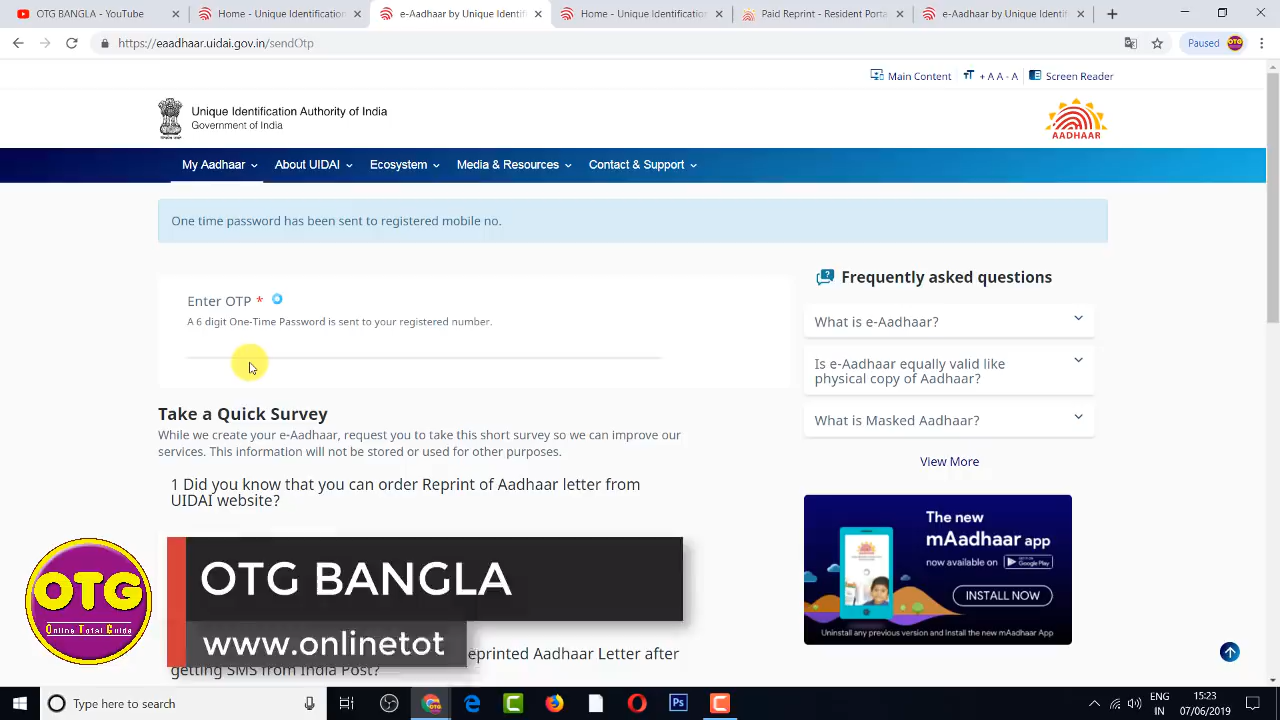 OTG BANGLA - YouTube
Home - Unique Identification
e-Aadhaar by Unique Identifi
Home - Unique Identification
Paid Reprint - Resident Porta
e-Aadhaar by Unique Identifi
https://eaadhaar.uidai.gov.in/sendOtp
Paused
OTG
Main Content
+ A A - A
Screen Reader
Unique Identification Authority of India
Government of India
AADHAAR
My Aadhaar
About UIDAI
Ecosystem
Media & Resources
Contact & Support
One time password has been sent to registered mobile no.
Enter OTP *
A 6 digit One-Time Password is sent to your registered number.
Frequently asked questions
What is e-Aadhaar?
Is e-Aadhaar equally valid like
physical copy of Aadhaar?
What is Masked Aadhaar?
View More
Take a Quick Survey
While we create your e-Aadhaar, request you to take this short survey so we can improve our
services. This information will not be stored or used for other purposes.
1 Did you know that you can order Reprint of Aadhaar letter from
UIDAI website?
The new
mAadhaar app
now available on
Google Play
INSTALL NOW
Uninstall any previous version and Install the new mAadhaar App
OTG
Online Total Guide
OTG BANGLA
www.onlinetot
eprinted Aadhaar Letter after
getting SMS from India Post?
Type here to search
Ps
ENG
IN
15:23
07/06/2019